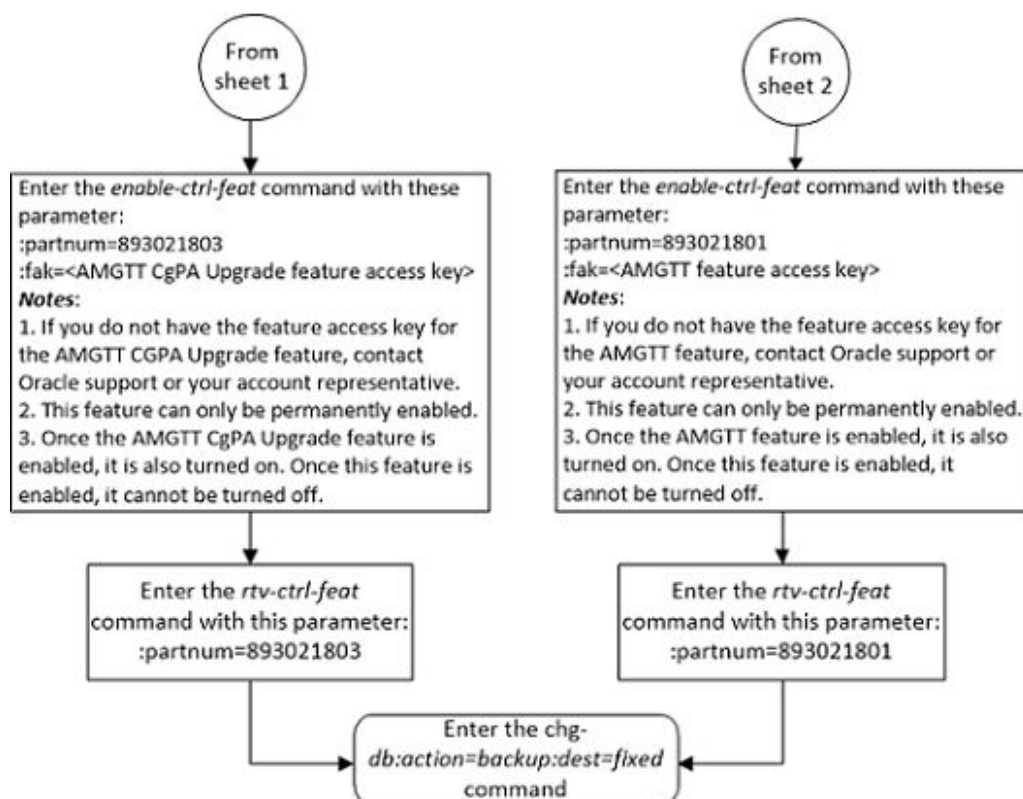 From
sheet 1
From
sheet 2
Enter the enable-ctrl-feat command with these
parameter:
:partnum=893021803
:fak=<AMGTT CgPA Upgrade feature access key>
Notes:
1. If you do not have the feature access key for
the AMGTT CGPA Upgrade feature, contact
Oracle support or your account representative.
2. This feature can only be permanently enabled.
3. Once the AMGTT CgPA Upgrade feature is
enabled, it is also turned on. Once this feature is
enabled, it cannot be turned off.
Enter the enable-ctrl-feat command with these
parameter:
:partnum=893021801
:fak=<AMGTT feature access key>
Notes:
1. If you do not have the feature access key for
the AMGTT feature, contact Oracle support or
your account representative.
2. This feature can only be permanently enabled.
3. Once the AMGTT feature is enabled, it is also
turned on. Once this feature is enabled, it
cannot be turned off.
Enter the rtv-ctrl-feat
command with this parameter:
:partnum=893021803
Enter the rtv-ctrl-feat
command with this parameter:
:partnum=893021801
Enter the chg-
db:action=backup:dest=fixed
command